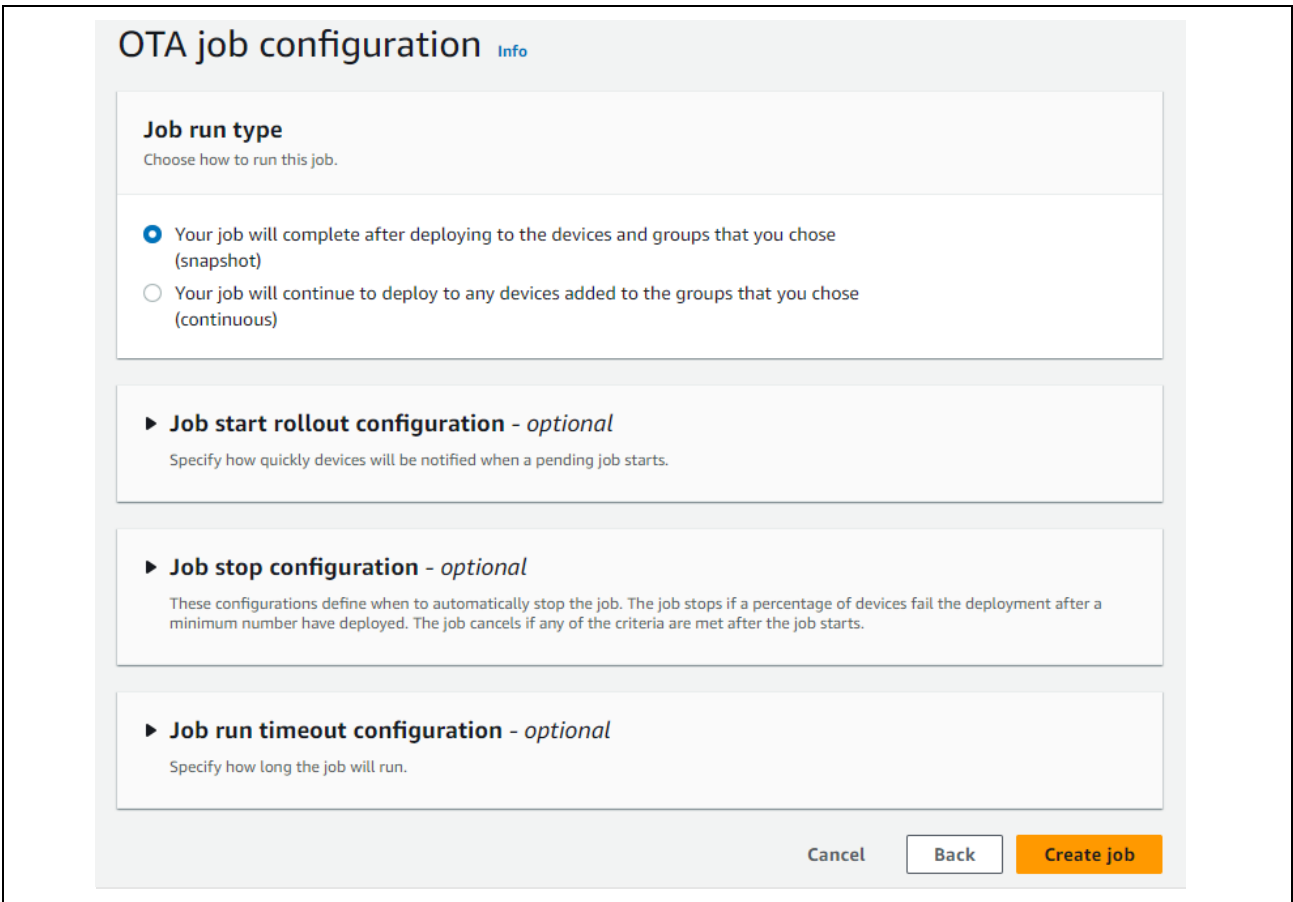 OTA job configuration Info
Job run type
Choose how to run this job.
Your job will complete after deploying to the devices and groups that you chose
(snapshot)
Your job will continue to deploy to any devices added to the groups that you chose
(continuous)
Job start rollout configuration - optional
Specify how quickly devices will be notified when a pending job starts.
Job stop configuration - optional
These configurations define when to automatically stop the job. The job stops if a percentage of devices fail the deployment after a
minimum number have deployed. The job cancels if any of the criteria are met after the job starts.
Job run timeout configuration - optional
Specify how long the job will run.
Cancel Back Create job